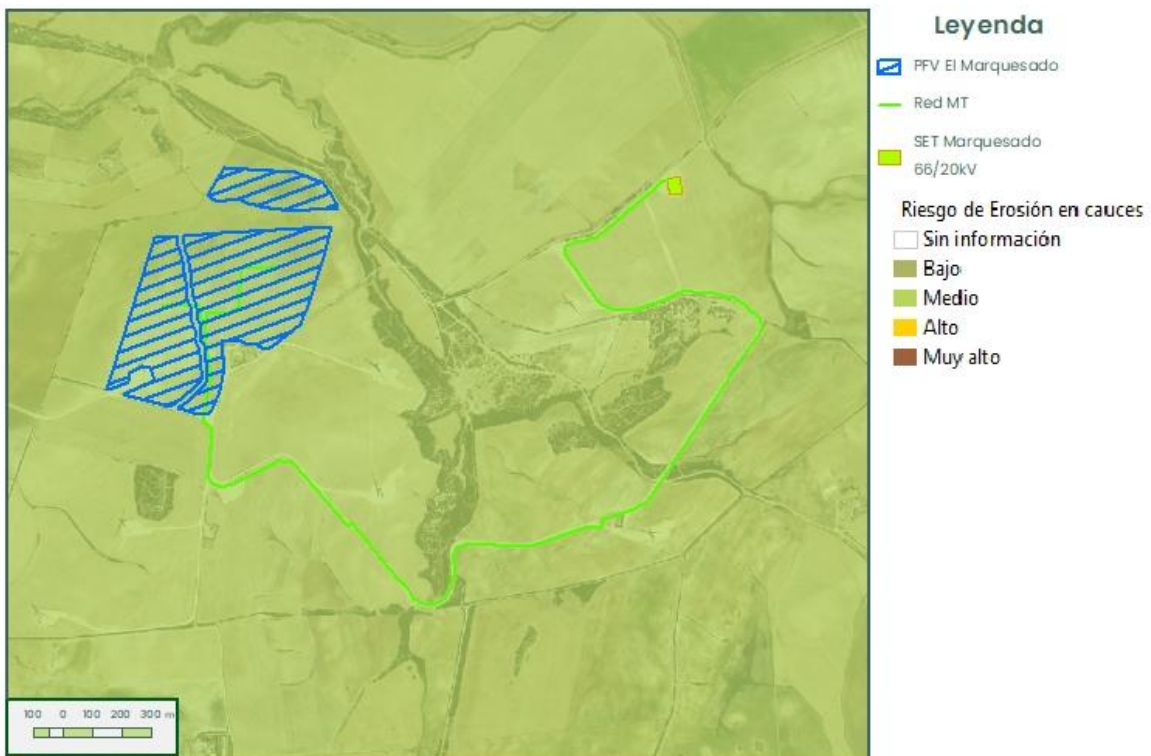 Leyenda
PFV El Marquesado
Red MT
SET Marquesado
66/20kV
Riesgo de Erosión en cauces
Sin información
Bajo
Medio
Alto
Muy alto
100 0 100 200 300 m